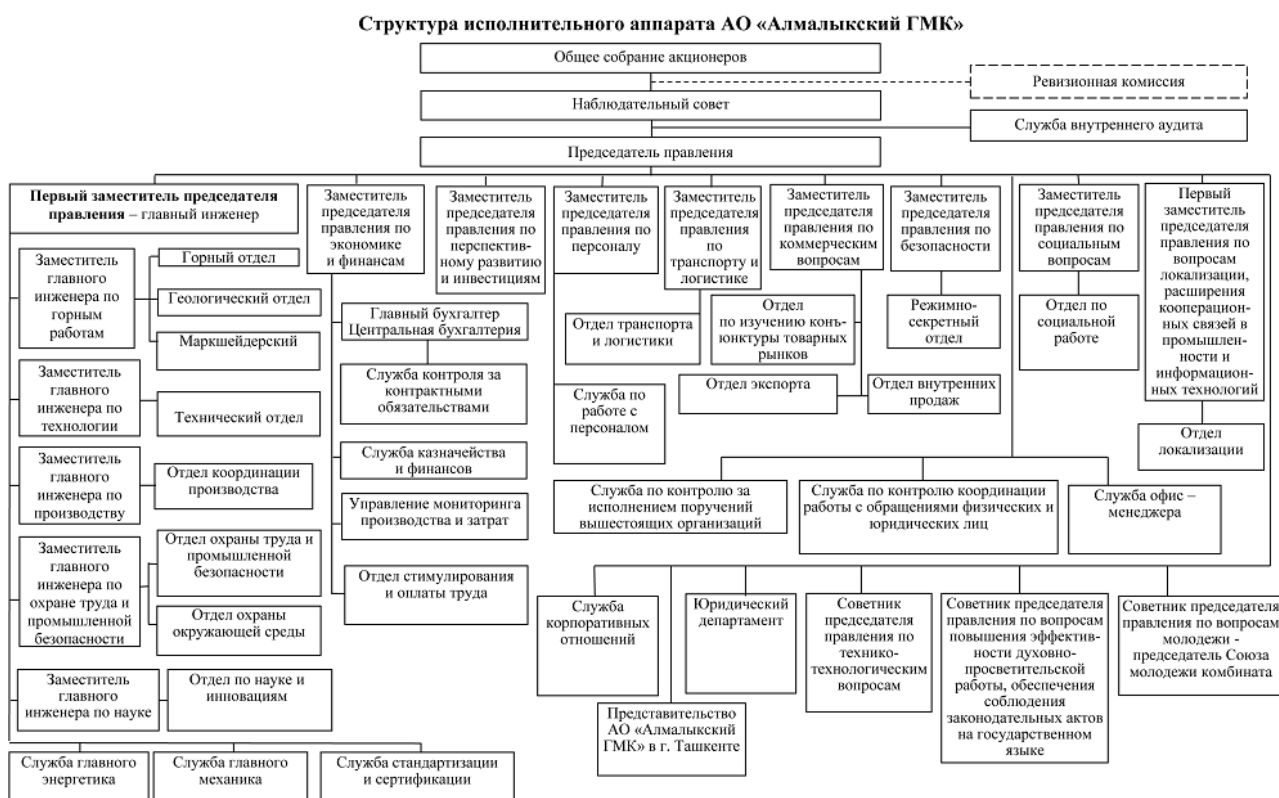 Структура исполнительного аппарата АО «Алмалыкский ГМК»
Общее собрание акционеров
Ревизионная комиссия
Наблюдательный совет
Служба внутреннего аудита
Председатель правления
Первый заместитель председателя
правления – главный инженер
Заместитель
председателя
правления по
экономике
и финансам
Заместитель
председателя
правления по
перспектив-
ному развитию
и инвестициям
Заместитель
председателя
правления по
персоналу
Заместитель
председателя
правления
по
транспорту и
логистике
Заместитель
председателя
правления по
коммерческим
вопросам
Заместитель
председателя
правления по
безопасности
Заместитель
председателя
правления по
социальным
вопросам
Первый
заместитель
председателя
правления по
вопросам
локализации,
расширения
кооперацион-
ных связей в
промышлен-
ности и
информацион-
ных технологий
Заместитель
главного
инженера по
горным
работам
Горный отдел
Геологический отдел
Маркшейдерский
Заместитель
главного
инженера по
технологии
Технический отдел
Заместитель
главного
инженера по
производству
Отдел координации
производства
Заместитель
главного
инженера по
охране труда и
промышленной
безопасности
Отдел охраны труда и
промышленной
безопасности
Отдел охраны
окружающей среды
Заместитель
главного
инженера по науке
Отдел по науке и
инновациям
Служба главного
энергетика
Служба главного
механика
Служба стандартизации
и сертификации
Главный бухгалтер
Центральная бухгалтерия
Служба контроля за
контрактными
обязательствами
Служба казначейства
и финансов
Управление мониторинга
производства и затрат
Отдел стимулирования
и оплаты труда
Отдел транспорта
и логистики
Служба по
работе с
персоналом
Отдел
по изучению конъ-
юнктуры товарных
рынков
Отдел экспорта
Отдел внутренних
продаж
Режимно-
секретный
отдел
Отдел по
социальной
работе
Отдел
локализации
Служба по контролю за
исполнением поручений
вышестоящих организаций
Служба по контролю координации
работы с обращениями физических и
юридических лиц
Служба офис –
менеджера
Служба
корпоративных
отношений
Представительство
АО «Алмалыкский
ГМК» в г. Ташкенте
Юридический
департамент
Советник
председателя
правления по
технико-
технологическим
вопросам
Советник председателя
правления по вопросам
повышения эффектив-
ности духовно-
просветительской
работы, обеспечения
соблюдения
законодательных актов
на государственном
языке
Советник председателя
правления по вопросам
молодежи -
председатель Союза
молодежи комбината